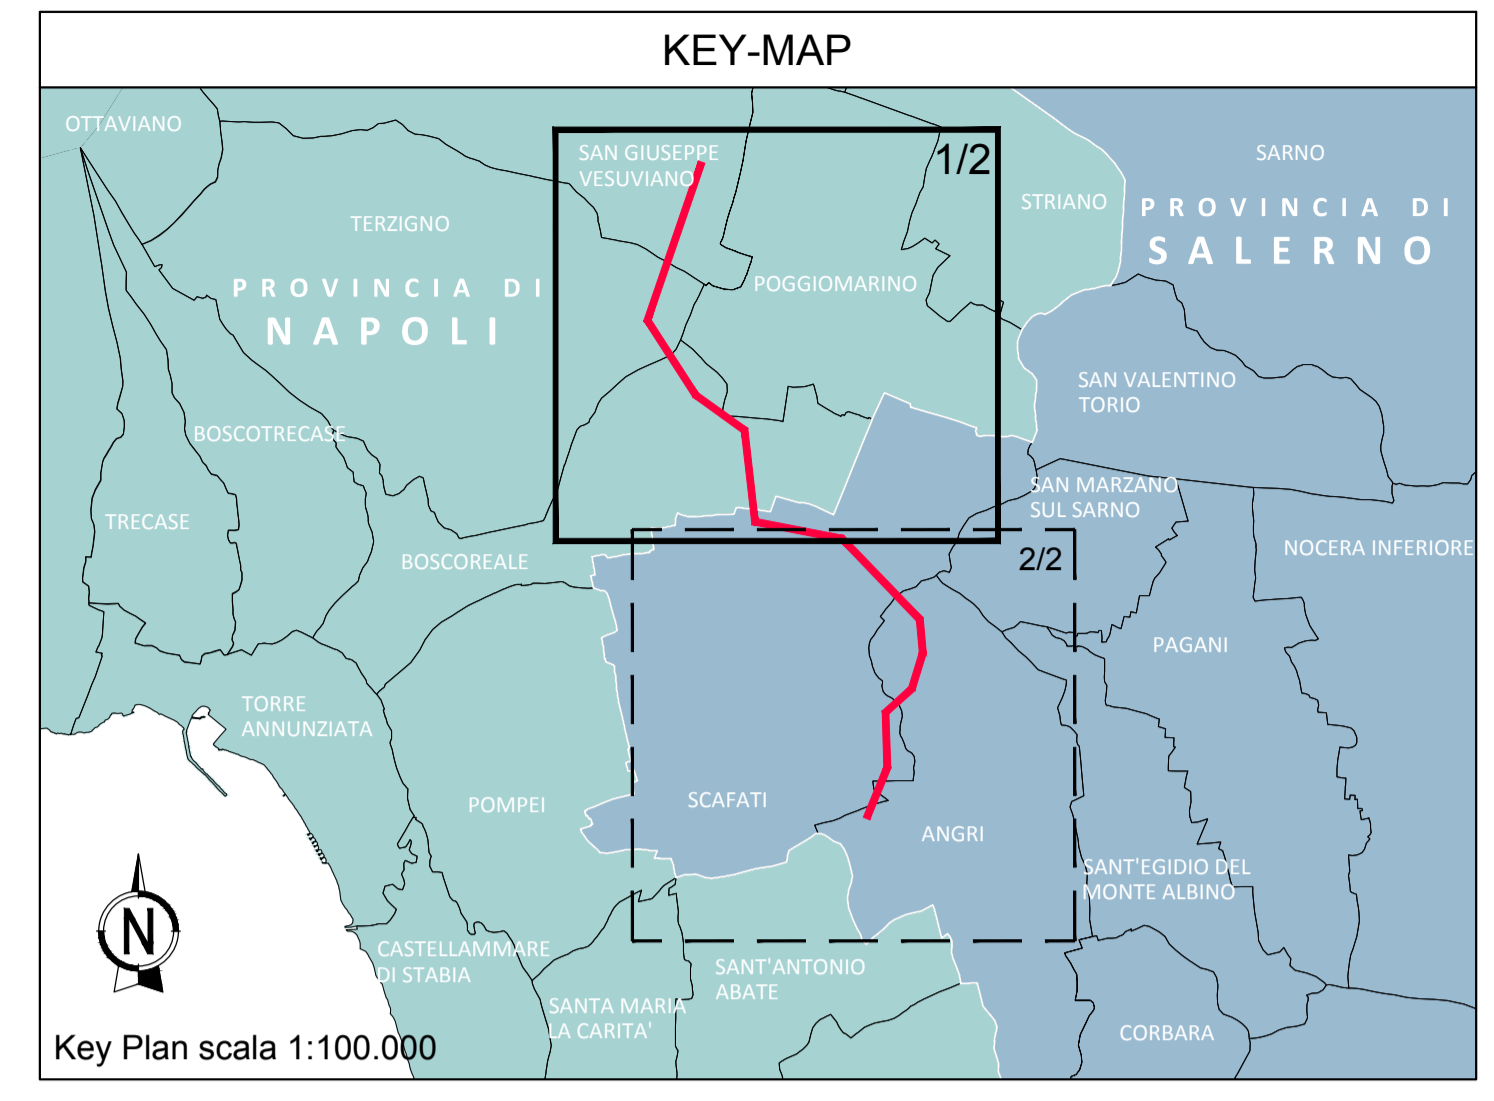 KEY-MAP
OTTAVIANO
SAN GIUSEPPE
VESUVIANO
1/2
SARNO
TERZIGNO
STRIANO
PROVINCIA DI
SALERNO
PROVINCIA DI
NAPOLI
POGGIOMARINO
SAN VALENTINO
TORIO
BOSCOTRECASE
SAN MARZANO
SUL SARNO
TRECASE
BOSCOREALE
2/2
NOCERA INFERIORE
PAGANI
TORRE
ANNUNZIATA
POMPEI
SCAFATI
ANGRI
SANT'EGIDIO DEL
MONTE ALBINO
N
CASTELLAMMARE
DI STABIA
SANT'ANTONIO
ABATE
SANTA MARIA
LA CARITA'
CORBARA
Key Plan scala 1:100.000